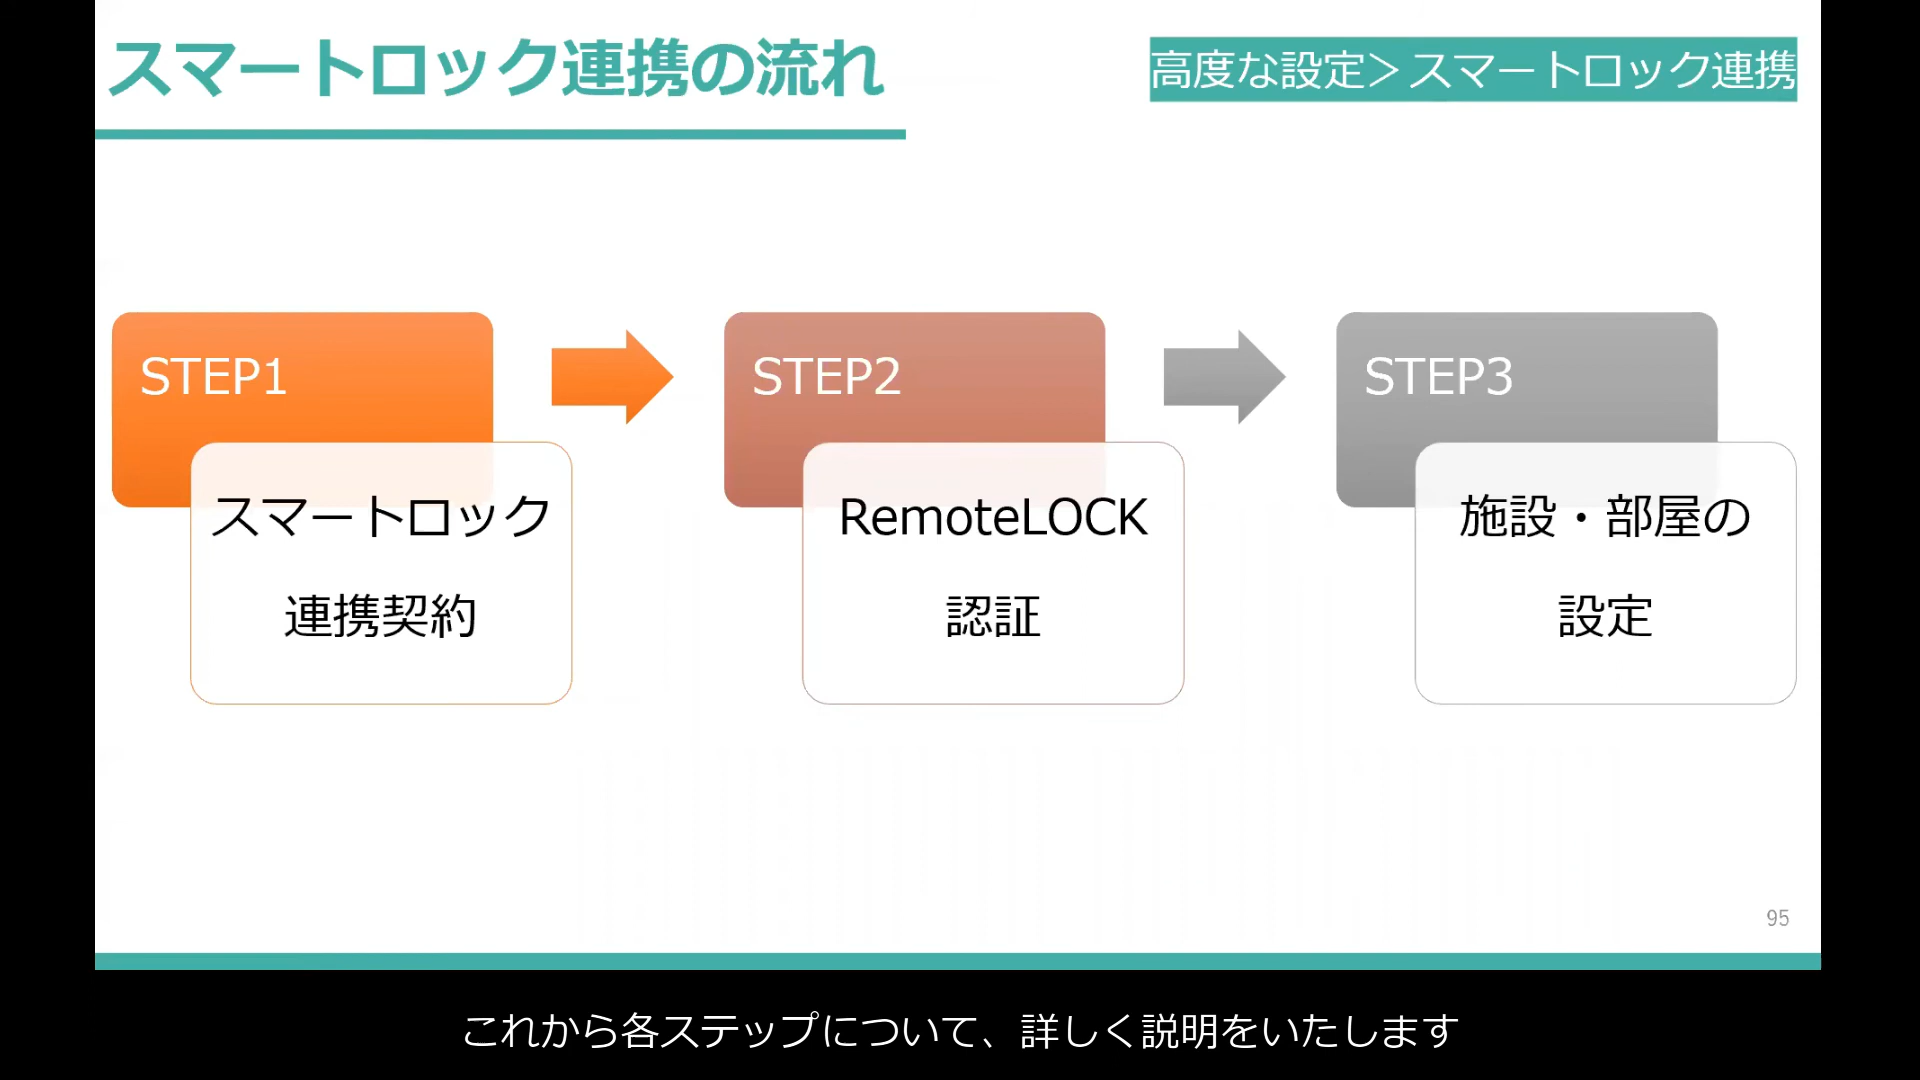 スマートロック連携の流れ
高度な設定＞スマートロック連携
STEP1
スマートロック
連携契約
STEP2
RemoteLOCK
認証
STEP3
施設・部屋の
設定
95
これから各ステップについて、詳しく説明をいたします